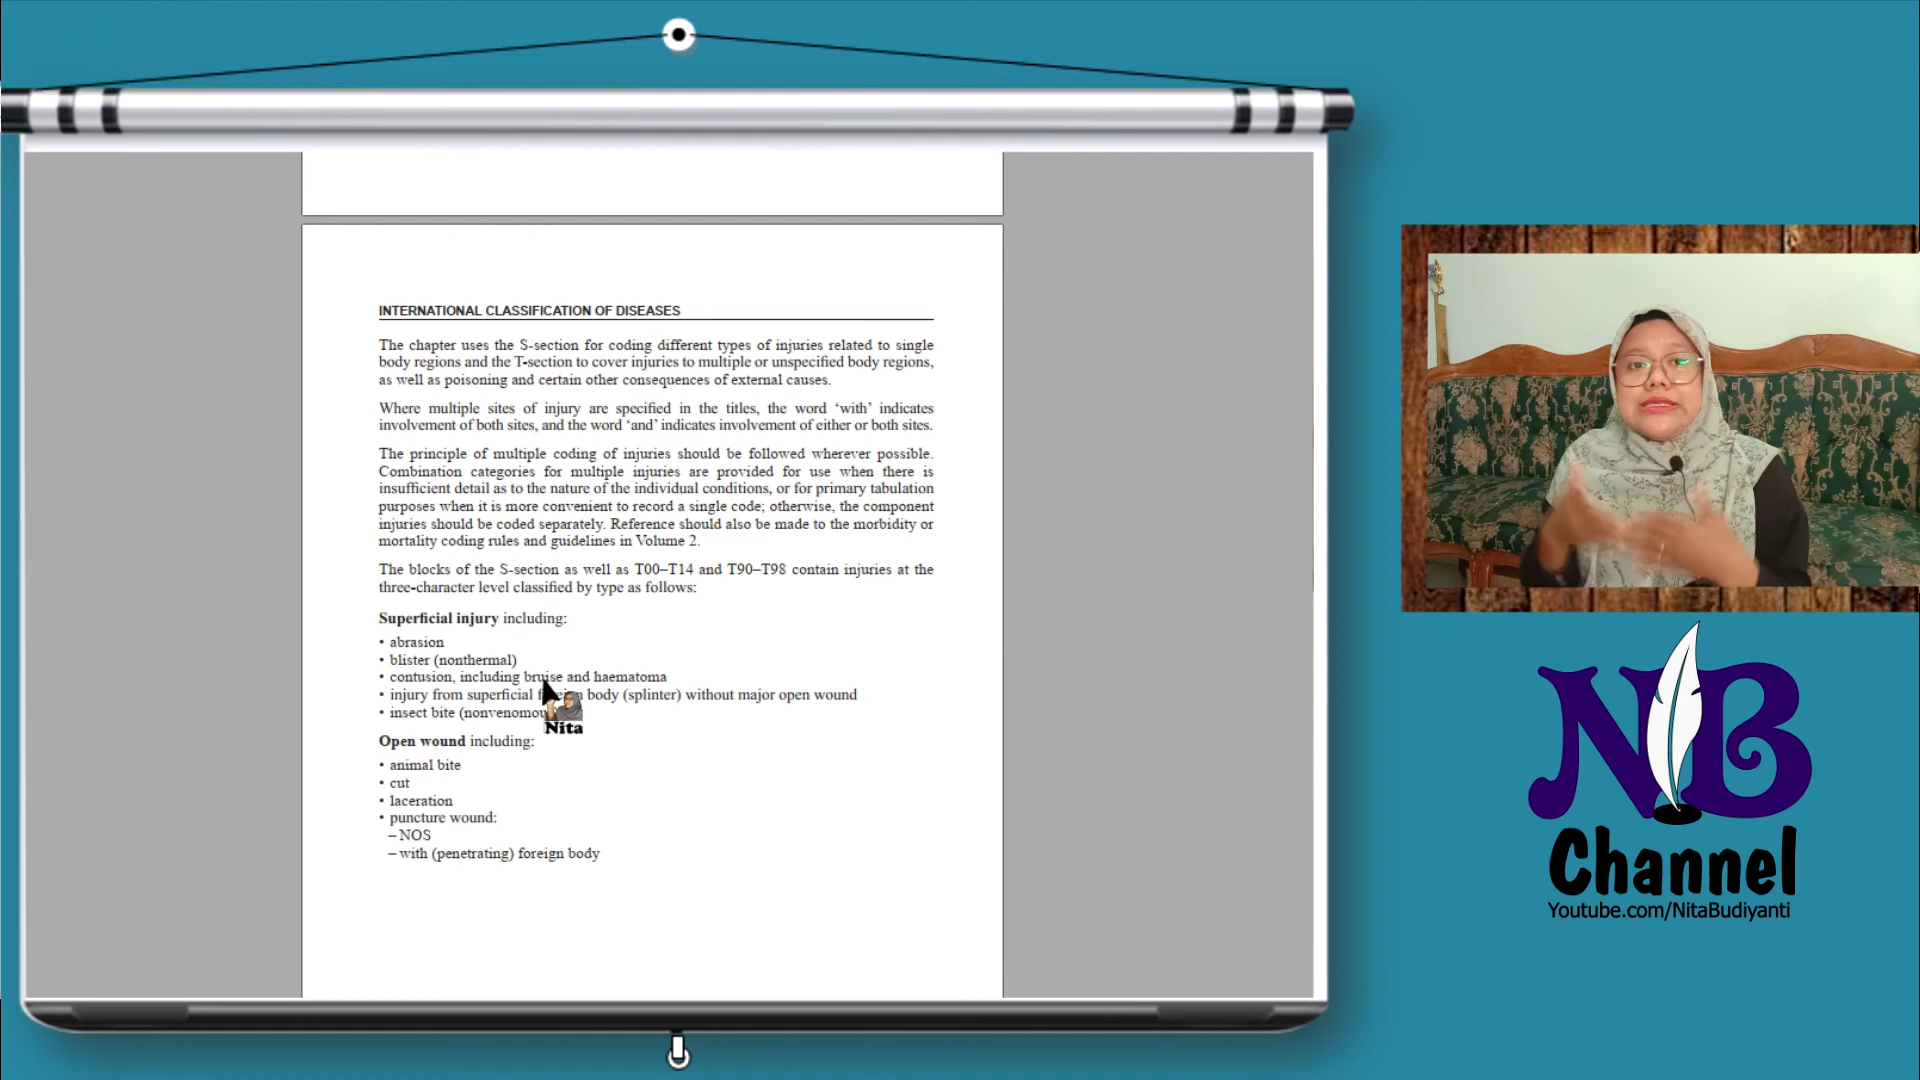 INTERNATIONAL CLASSIFICATION OF DISEASES
The chapter uses the S-section for coding different types of injuries related to single
body regions and the T-section to cover injuries to multiple or unspecified body regions,
as well as poisoning and certain other consequences of external causes.
Where multiple sites of injury are specified in the titles, the word ‘with’ indicates
involvement of both sites, and the word ‘and’ indicates involvement of either or both sites.
The principle of multiple coding of injuries should be followed wherever possible.
Combination categories for multiple injuries are provided for use when there is
insufficient detail as to the nature of the individual conditions, or for primary tabulation
purposes when it is more convenient to record a single code; otherwise, the component
injuries should be coded separately. Reference should also be made to the morbidity or
mortality coding rules and guidelines in Volume 2.
The blocks of the S-section as well as T00–T14 and T90–T98 contain injuries at the
three-character level classified by type as follows:
Superficial injury including:
• abrasion
• blister (nonthermal)
• contusion, including bruise and haematoma
• injury from superficial body (splinter) without major open wound
• insect bite
Nita
Open wound including:
• animal bite
• cut
• laceration
• puncture wound:
– NOS
– with (penetrating) foreign body
NB
Channel
Youtube.com/NitaBudiyanti